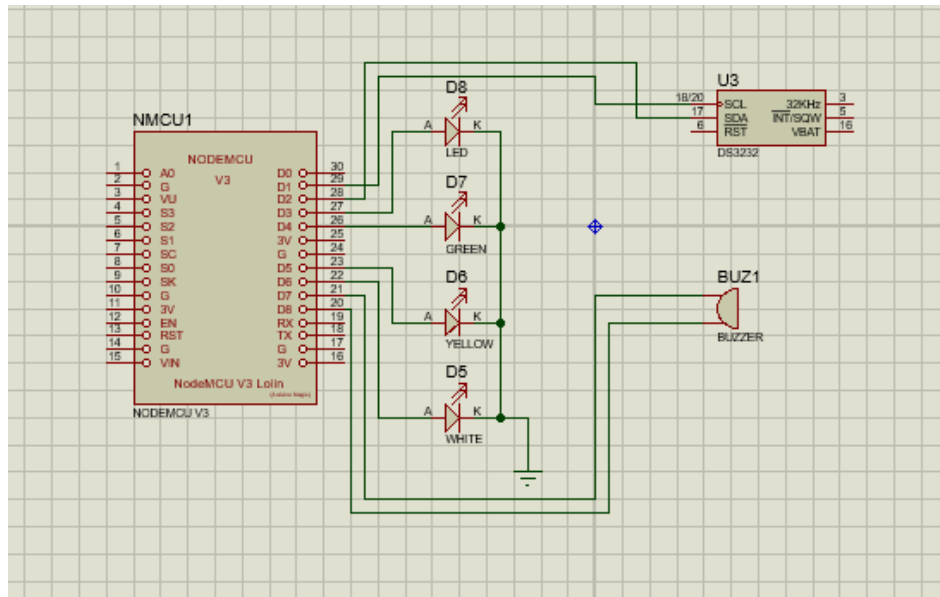 NMCU1
NODEMCU
V3
1 A0
2 G
3 VU
4 S3
5 S2
6 S1
7 SC
8 S0
9 SK
10 G
11 3V
12 EN
13 RST
14 G
15 VIN
D0 30
D1 29
D2 28
D3 27
D4 26
3V 25
G 24
D5 23
D6 22
D7 21
D8 20
RX 19
TX 18
G 17
3V 16
NodeMCU V3 Lolin
NODEMCU V3
D8
A K
LED
D7
A K
GREEN
D6
A K
YELLOW
D5
A K
WHITE
U3
18/20 SCL 32KHz 3
17 SDA INT/SQW 5
6 RST VBAT 16
DS3232
BUZ1
BUZZER